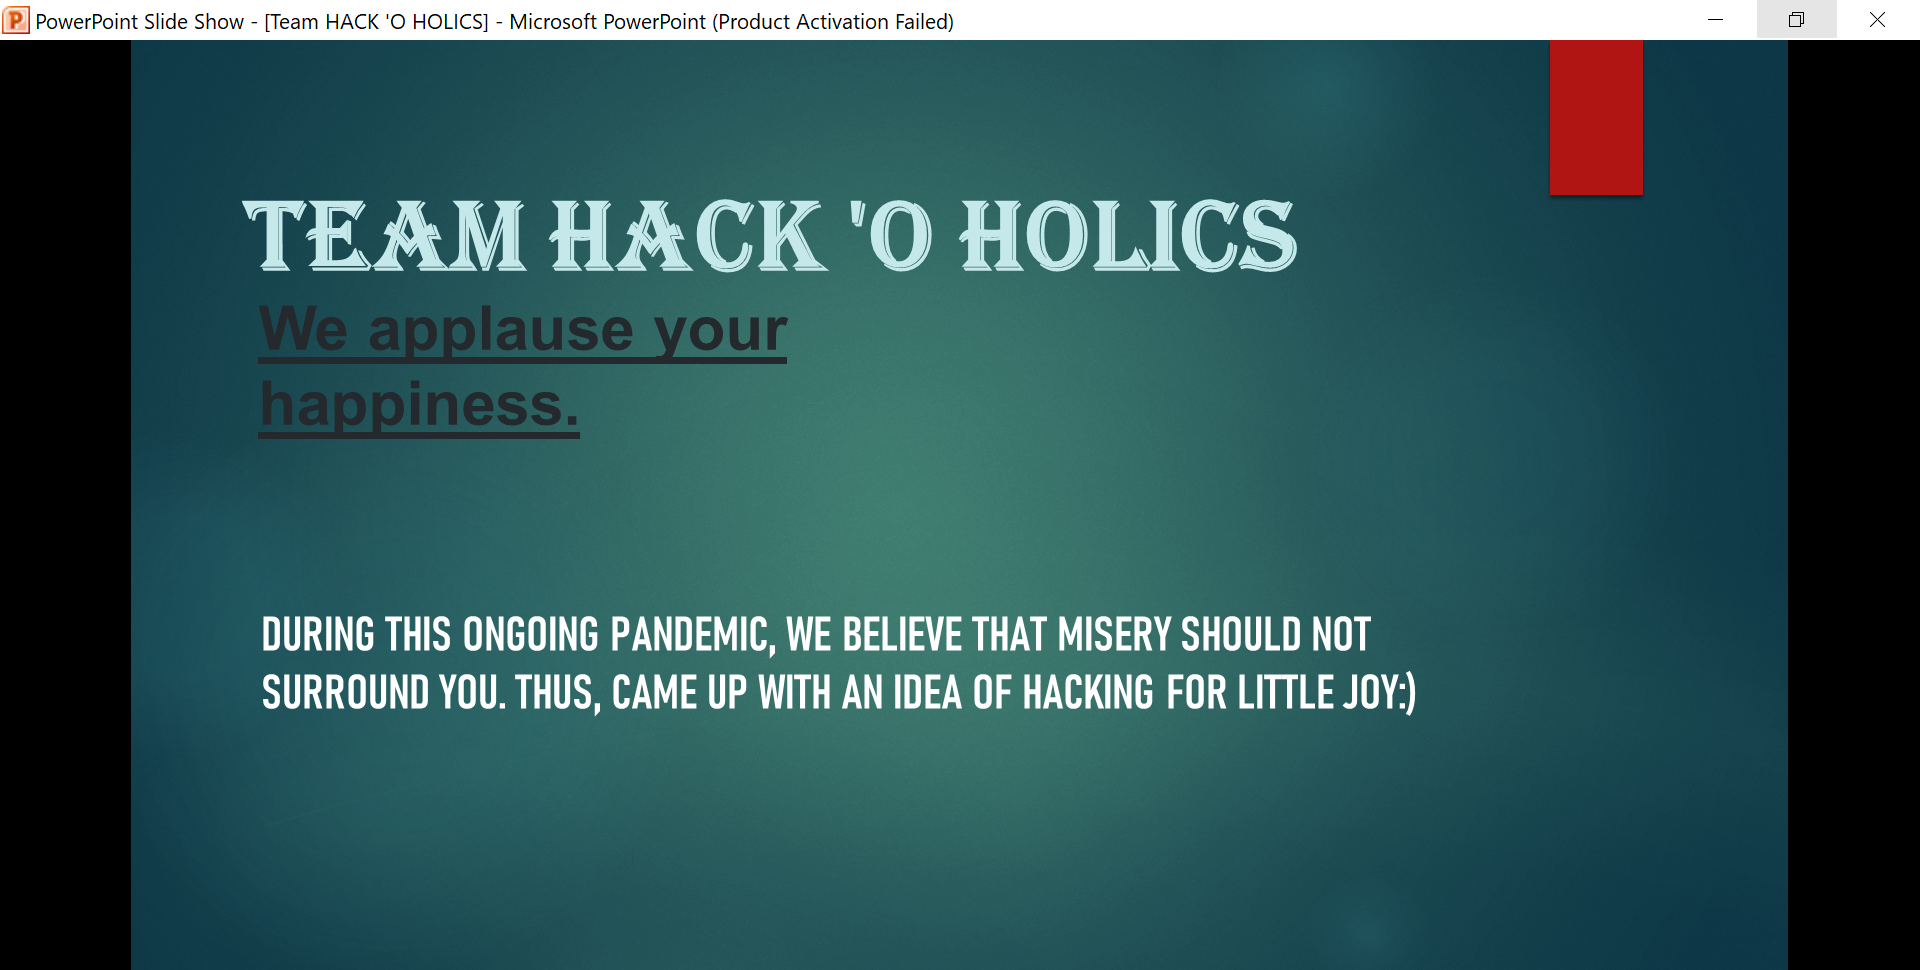 PowerPoint Slide Show - [Team HACK 'O HOLICS] - Microsoft PowerPoint (Product Activation Failed)
TEAM HACK 'O HOLICS
We applause your
happiness.
DURING THIS ONGOING PANDEMIC, WE BELIEVE THAT MISERY SHOULD NOT
SURROUND YOU. THUS, CAME UP WITH AN IDEA OF HACKING FOR LITTLE JOY:)